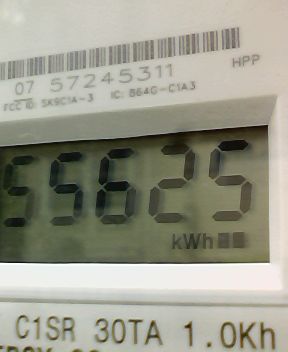 07 57245311 HPP
FCC ID: SK9C1A-3 IC: 864G-C1A3
55625
kWh
C1SR 30TA 1.0Kh